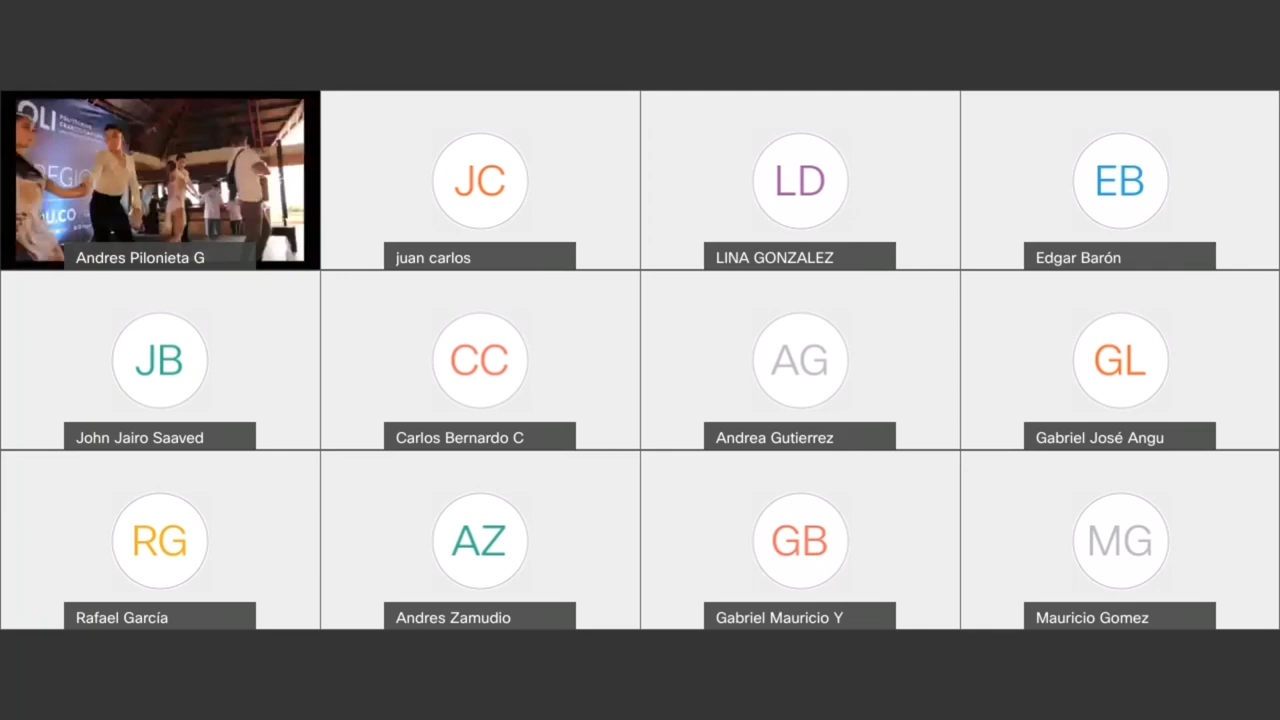 OLI
REGIO
U.CO
Andres Pilonieta G
JC
juan carlos
LD
LINA GONZALEZ
EB
Edgar Barón
JB
John Jairo Saaved
CC
Carlos Bernardo C
AG
Andrea Gutierrez
GL
Gabriel José Angu
RG
Rafael García
AZ
Andres Zamudio
GB
Gabriel Mauricio Y
MG
Mauricio Gomez